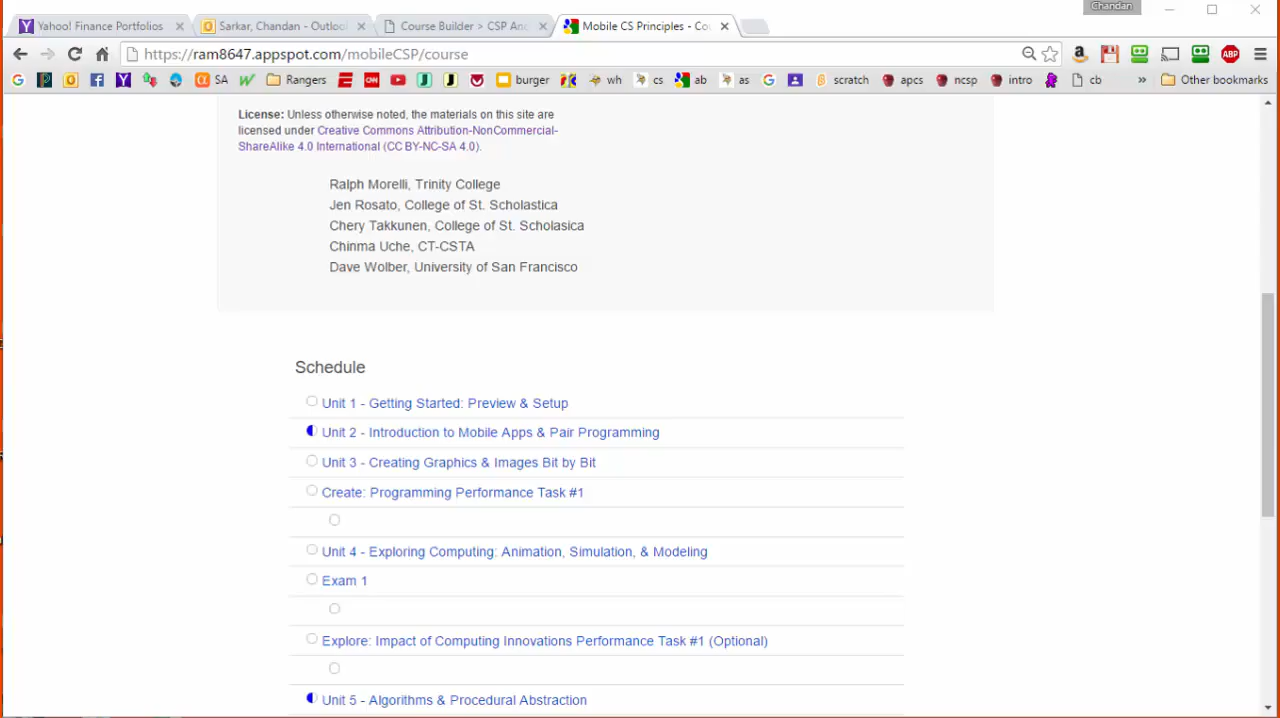 Chandan
Yahoo! Finance Portfolios
Sarkar, Chandan - Outloo
Course Builder > CSP An
Mobile CS Principles - Co
https://ram8647.appspot.com/mobileCSP/course
SA
Rangers
burger
wh
cs
ab
as
scratch
apcs
ncsp
intro
cb
»
Other bookmarks
ABP
License: Unless otherwise noted, the materials on this site are
licensed under Creative Commons Attribution-NonCommercial-
ShareAlike 4.0 International (CC BY-NC-SA 4.0).
Ralph Morelli, Trinity College
Jen Rosato, College of St. Scholastica
Chery Takkunen, College of St. Scholasica
Chinma Uche, CT-CSTA
Dave Wolber, University of San Francisco
Schedule
Unit 1 - Getting Started: Preview & Setup
Unit 2 - Introduction to Mobile Apps & Pair Programming
Unit 3 - Creating Graphics & Images Bit by Bit
Create: Programming Performance Task #1
Unit 4 - Exploring Computing: Animation, Simulation, & Modeling
Exam 1
Explore: Impact of Computing Innovations Performance Task #1 (Optional)
Unit 5 - Algorithms & Procedural Abstraction